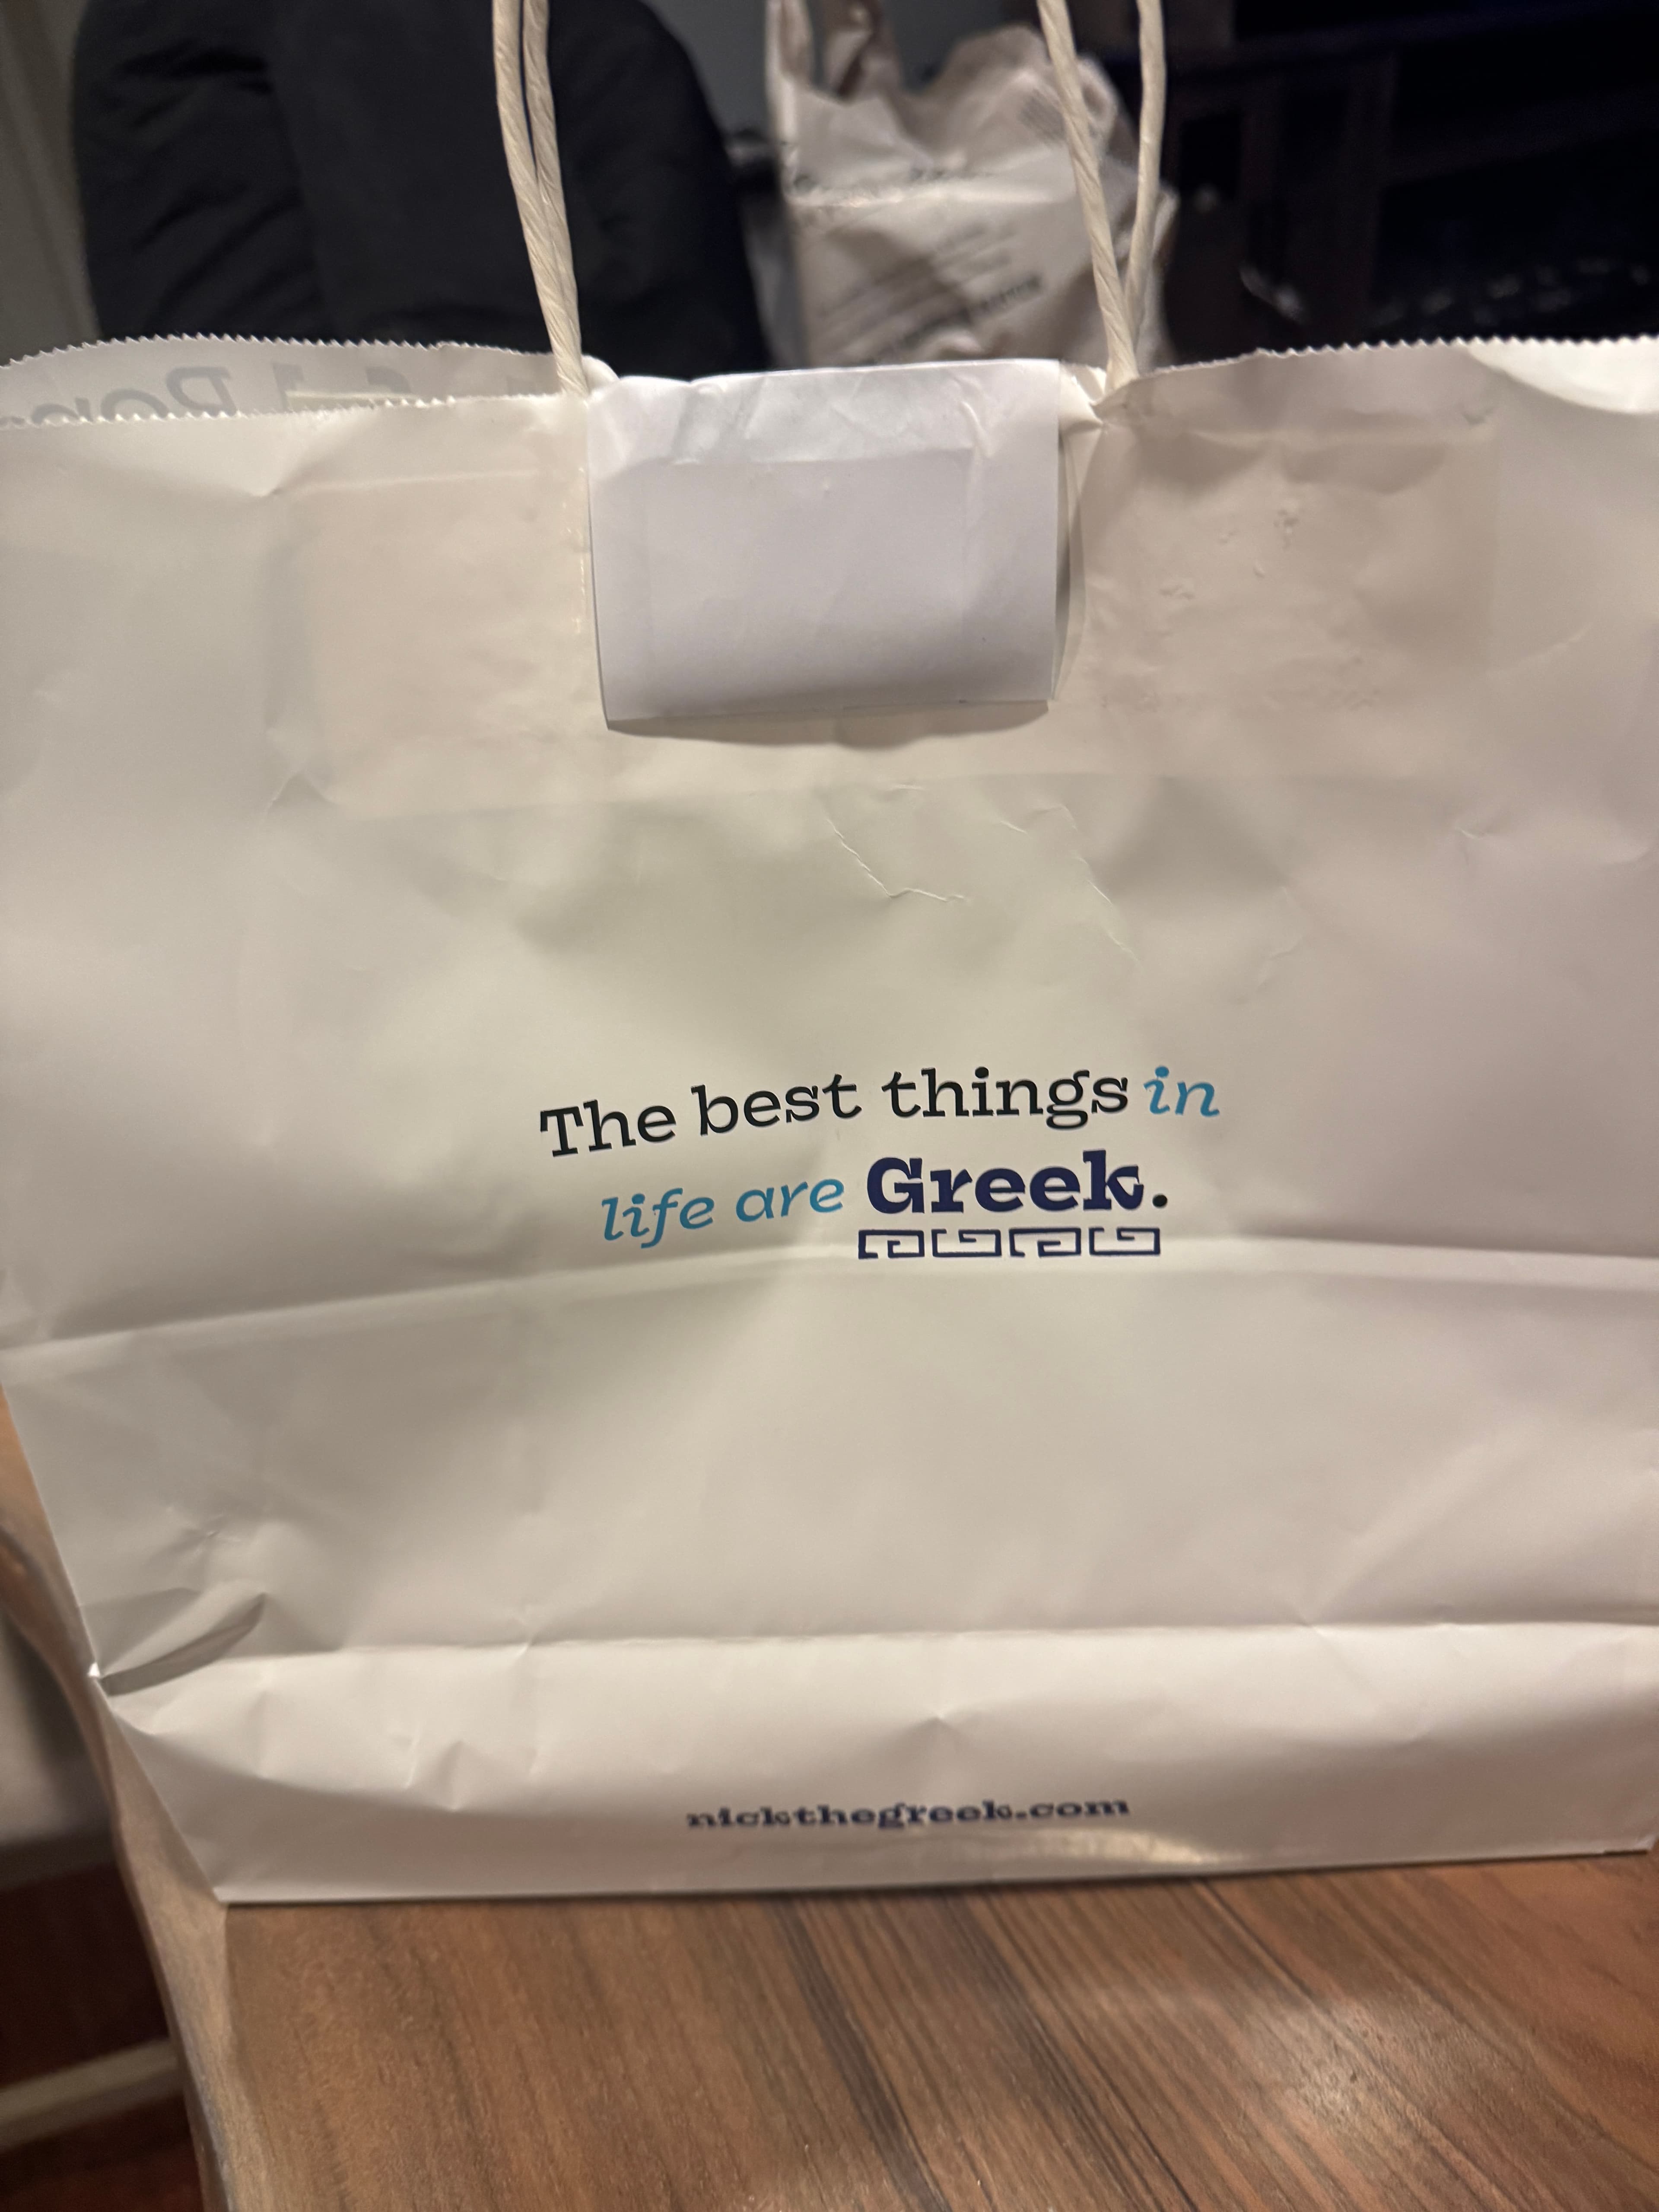 The best things in
life are Greek.
nickthegreek.com